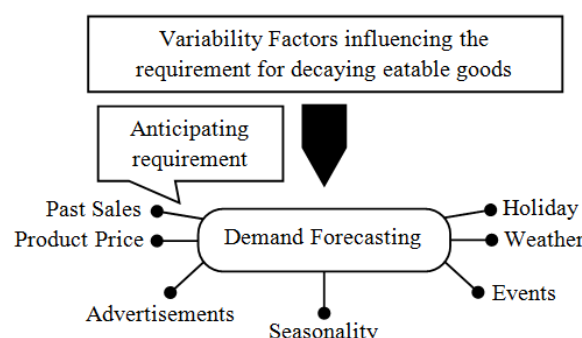 Variability Factors influencing the
requirement for decaying eatable goods
Anticipating
requirement
Past Sales
Holiday
Product Price
Demand Forecasting
Weather
Advertisements
Events
Seasonality